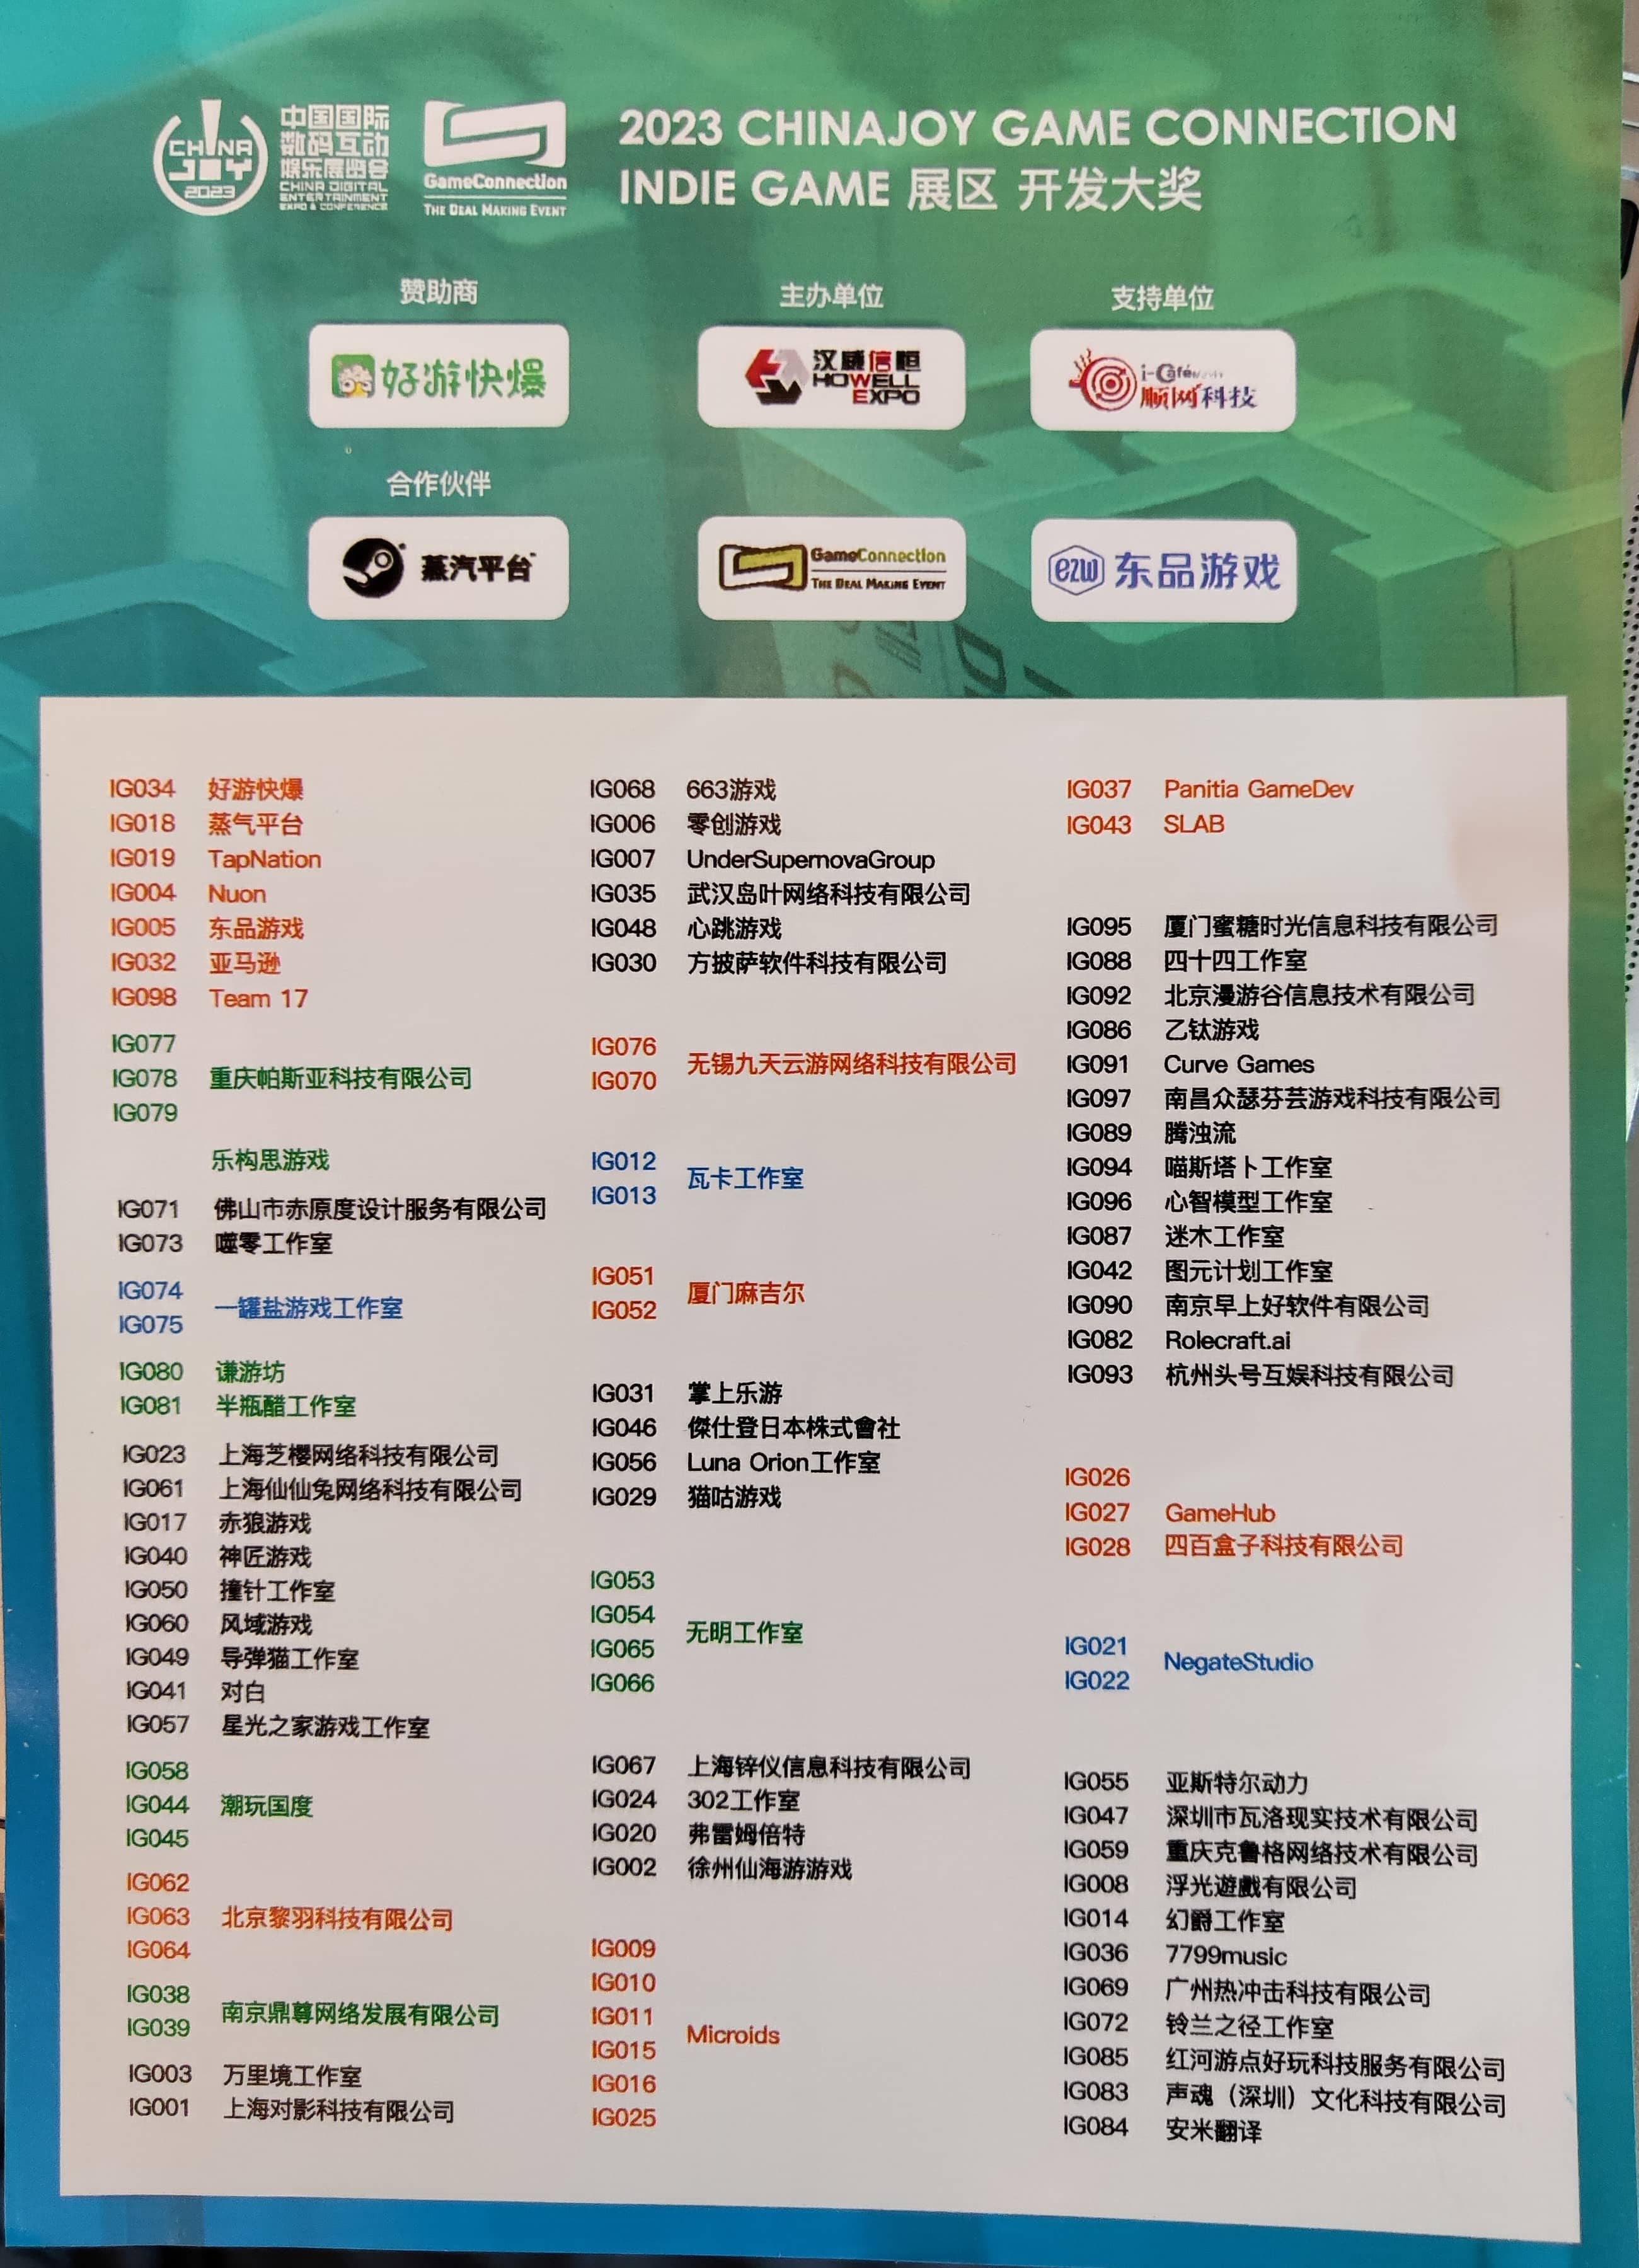 CHINA
JOY
2023
中国国际
数码互动
娱乐展览会
CHINA DIGITAL
ENTERTAINMENT
EXPO & CONFERENCE
GameConnection
THE DEAL MAKING EVENT
2023 CHINAJOY GAME CONNECTION
INDIE GAME 展区 开发大奖
赞助商
好游快爆
主办单位
汉威信恒
HOWELL
EXPO
支持单位
i-Café
顺网科技
合作伙伴
蒸汽平台
GameConnection
THE DEAL MAKING EVENT
e2w 东品游戏
IG034 好游快爆
IG018 蒸气平台
IG019 TapNation
IG004 Nuon
IG005 东品游戏
IG032 亚马逊
IG098 Team 17
IG077
IG078 重庆帕斯亚科技有限公司
IG079
乐构思游戏
IG071 佛山市赤原度设计服务有限公司
IG073 噬零工作室
IG074
一罐盐游戏工作室
IG075
IG080 谦游坊
IG081 半瓶醋工作室
IG023 上海芝樱网络科技有限公司
IG061 上海仙仙兔网络科技有限公司
IG017 赤狼游戏
IG040 神匠游戏
IG050 撞针工作室
IG060 风域游戏
IG049 导弹猫工作室
IG041 对白
IG057 星光之家游戏工作室
IG058
IG044 潮玩国度
IG045
IG062
IG063 北京黎羽科技有限公司
IG064
IG038
南京鼎尊网络发展有限公司
IG039
IG003 万里境工作室
IG001 上海对影科技有限公司
IG068 663游戏
IG006 零创游戏
IG007 UnderSupernovaGroup
IG035 武汉岛叶网络科技有限公司
IG048 心跳游戏
IG030 方披萨软件科技有限公司
IG076
无锡九天云游网络科技有限公司
IG070
IG012
瓦卡工作室
IG013
IG051
厦门麻吉尔
IG052
IG031 掌上乐游
IG046 傑仕登日本株式會社
IG056 Luna Orion工作室
IG029 猫咕游戏
IG053
IG054
无明工作室
IG065
IG066
IG067 上海锌仪信息科技有限公司
IG024 302工作室
IG020 弗雷姆倍特
IG002 徐州仙海游游戏
IG009
IG010
IG011
Microids
IG015
IG016
IG025
IG037 Panitia GameDev
IG043 SLAB
IG095 厦门蜜糖时光信息科技有限公司
IG088 四十四工作室
IG092 北京漫游谷信息技术有限公司
IG086 乙钛游戏
IG091 Curve Games
IG097 南昌众瑟芬芸游戏科技有限公司
IG089 腾浊流
IG094 喵斯塔卜工作室
IG096 心智模型工作室
IG087 迷木工作室
IG042 图元计划工作室
IG090 南京早上好软件有限公司
IG082 Rolecraft.ai
IG093 杭州头号互娱科技有限公司
IG026
IG027 GameHub
IG028 四百盒子科技有限公司
IG021
NegateStudio
IG022
IG055 亚斯特尔动力
IG047 深圳市瓦洛现实技术有限公司
IG059 重庆克鲁格网络技术有限公司
IG008 浮光遊戲有限公司
IG014 幻爵工作室
IG036 7799music
IG069 广州热冲击科技有限公司
IG072 铃兰之径工作室
IG085 红河游点好玩科技服务有限公司
IG083 声魂（深圳）文化科技有限公司
IG084 安米翻译